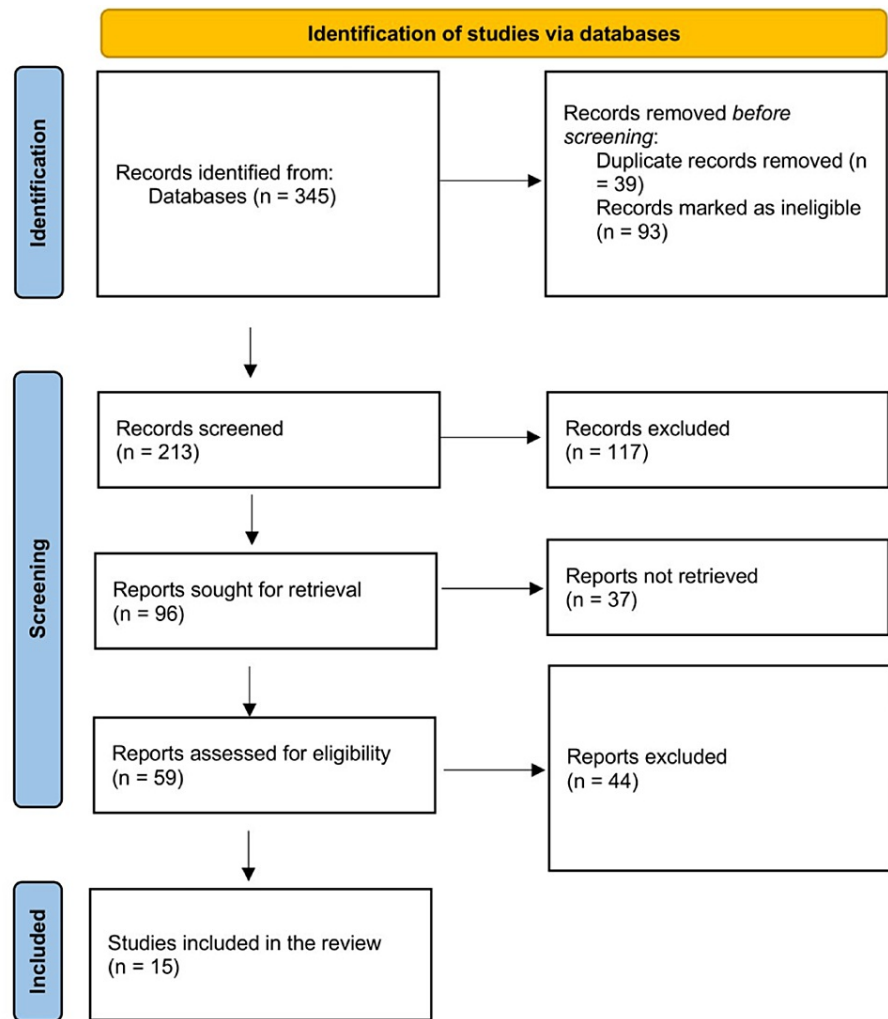 Identification of studies via databases
Identification
Records identified from:
Databases (n = 345)
Records removed before
screening:
Duplicate records removed (n
= 39)
Records marked as ineligible
(n = 93)
Screening
Records screened
(n = 213)
Records excluded
(n = 117)
Reports sought for retrieval
(n = 96)
Reports not retrieved
(n = 37)
Reports assessed for eligibility
(n = 59)
Reports excluded
(n = 44)
Included
Studies included in the review
(n = 15)